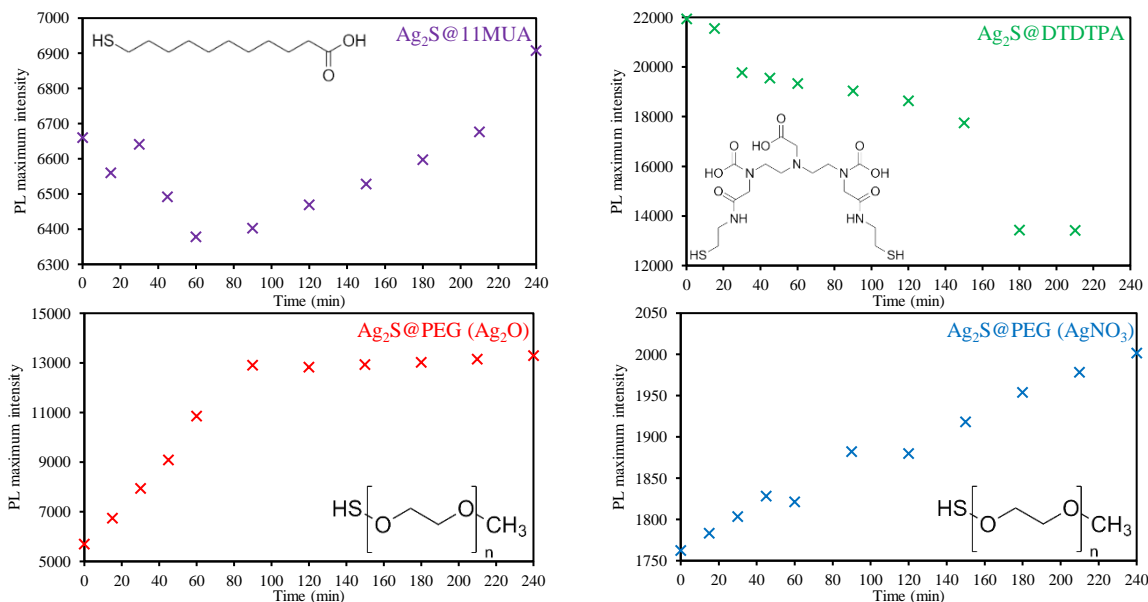 Ag₂S@11MUA
PL maximum intensity
7000
6900
6800
6700
6600
6500
6400
6300
HS
OH
O
0 20 40 60 80 100 120 140 160 180 200 220 240
Time (min)
Ag₂S@DTDTPA
PL maximum intensity
22000
20000
18000
16000
14000
12000
O
HO
O
O
HO
N
N
N
OH
O
O
HN
HN
HS
SH
0 20 40 60 80 100 120 140 160 180 200 220 240
Time (min)
Ag₂S@PEG (Ag₂O)
PL maximum intensity
15000
13000
11000
9000
7000
5000
HS
O
O
CH₃
n
0 20 40 60 80 100 120 140 160 180 200 220 240
Time (min)
Ag₂S@PEG (AgNO₃)
PL maximum intensity
2050
2000
1950
1900
1850
1800
1750
HS
O
O
CH₃
n
0 20 40 60 80 100 120 140 160 180 200 220 240
Time (min)